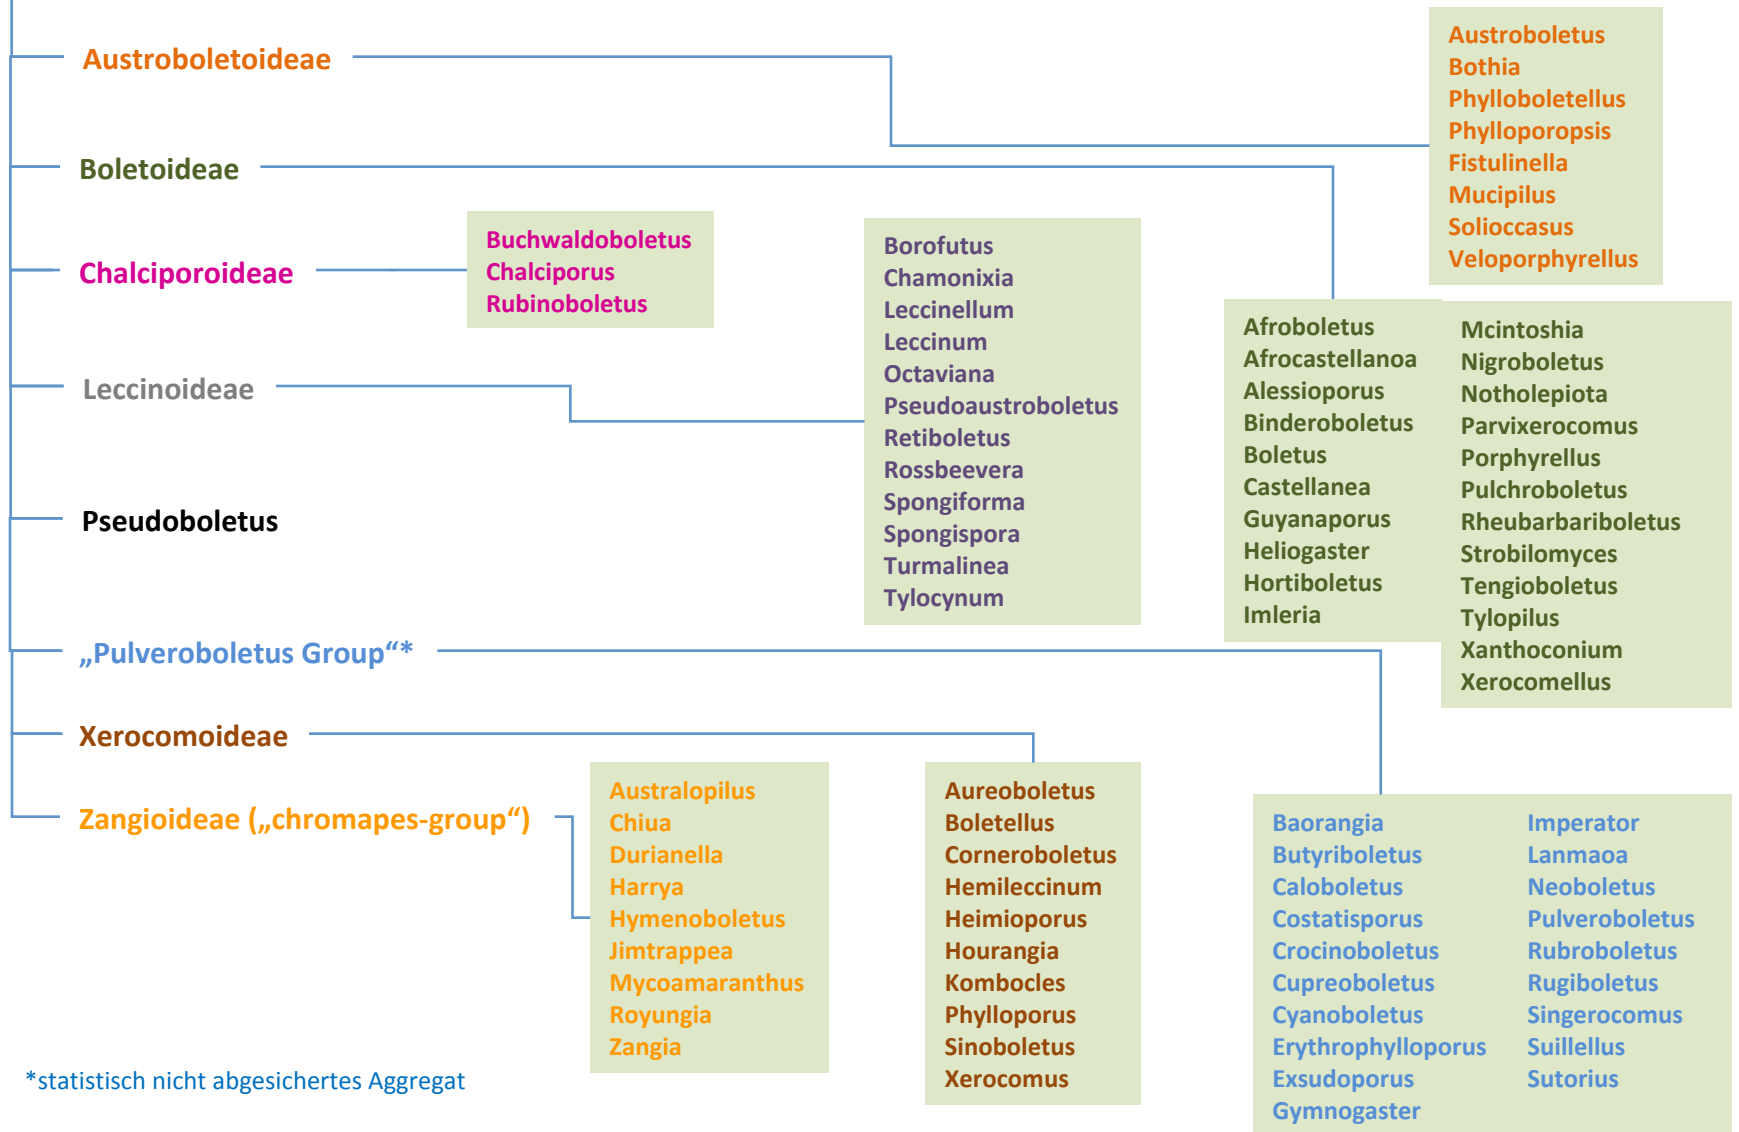 Austroboletoideae
Austroboletus
Bothia
Phylloboletellus
Phylloporopsis
Fistulinella
Mucipilus
Solioccasus
Veloporphyrellus
Boletoideae
Afroboletus
Afrocastellanoa
Alessioporus
Binderoboletus
Boletus
Castellanea
Guyanaporus
Heliogaster
Hortiboletus
Imleria
Mcintoshia
Nigroboletus
Notholepiota
Parvixerocomus
Porphyrellus
Pulchroboletus
Rheubarbariboletus
Strobilomyces
Tengioboletus
Tylopilus
Xanthoconium
Xerocomellus
Chalciporoideae
Buchwaldoboletus
Chalciporus
Rubinoboletus
Leccinoideae
Borofutus
Chamonixia
Leccinellum
Leccinum
Octaviana
Pseudoaustroboletus
Retiboletus
Rossbeevera
Spongiforma
Spongispora
Turmalinea
Tylocynum
Pseudoboletus
„Pulveroboletus Group“*
Baorangia
Butyriboletus
Caloboletus
Costatisporus
Crocinoboletus
Cupreoboletus
Cyanoboletus
Erythrophylloporus
Exsudoporus
Gymnogaster
Imperator
Lanmaoa
Neoboletus
Pulveroboletus
Rubroboletus
Rugiboletus
Singerocomus
Suillellus
Sutorius
Xerocomoideae
Aureoboletus
Boletellus
Corneroboletus
Hemileccinum
Heimioporus
Hourangia
Kombocles
Phylloporus
Sinoboletus
Xerocomus
Zangioideae („chromapes-group“)
Australopilus
Chiua
Durianella
Harrya
Hymenoboletus
Jimtrappea
Mycoamaranthus
Royungia
Zangia
*statistisch nicht abgesichertes Aggregat